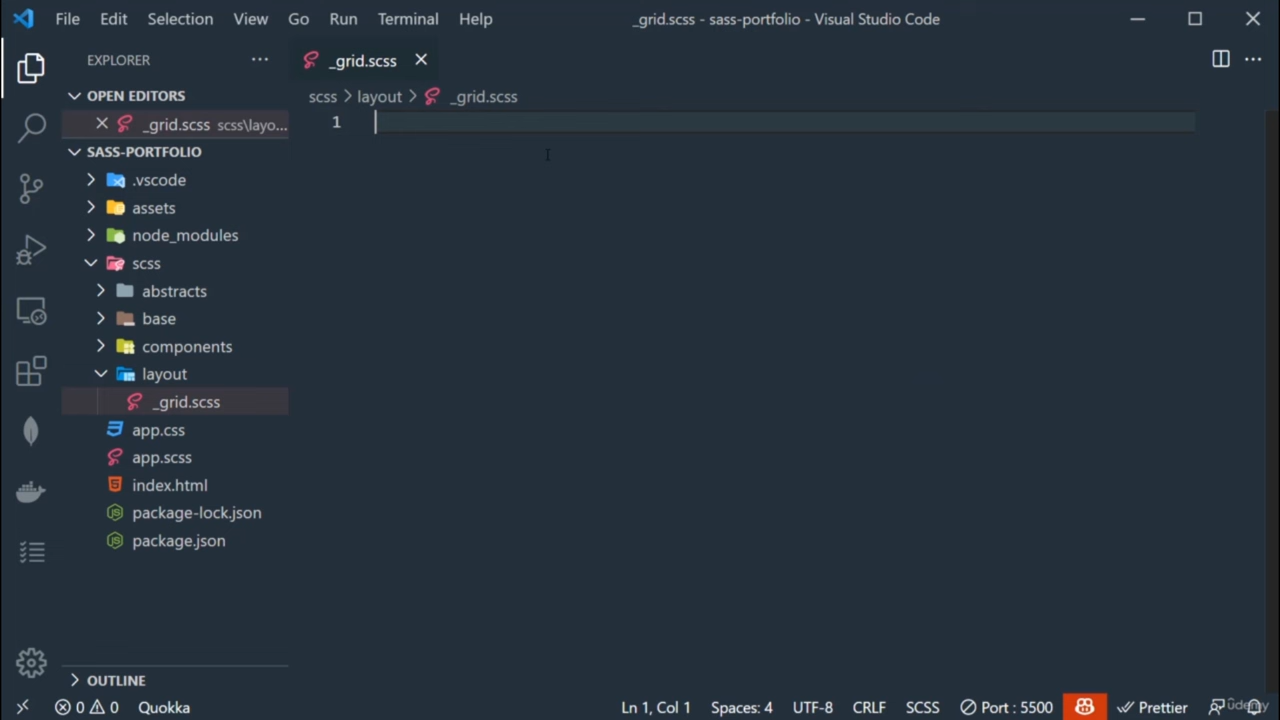 File Edit Selection View Go Run Terminal Help _grid.scss - sass-portfolio - Visual Studio Code
EXPLORER
_grid.scss
OPEN EDITORS
scss > layout > _grid.scss
_grid.scss scss\layo...
1
SASS-PORTFOLIO
.vscode
assets
node_modules
scss
abstracts
base
components
layout
_grid.scss
app.css
app.scss
index.html
package-lock.json
package.json
OUTLINE
0 0 Quokka Ln 1, Col 1 Spaces: 4 UTF-8 CRLF SCSS Port : 5500 Prettier
udemy